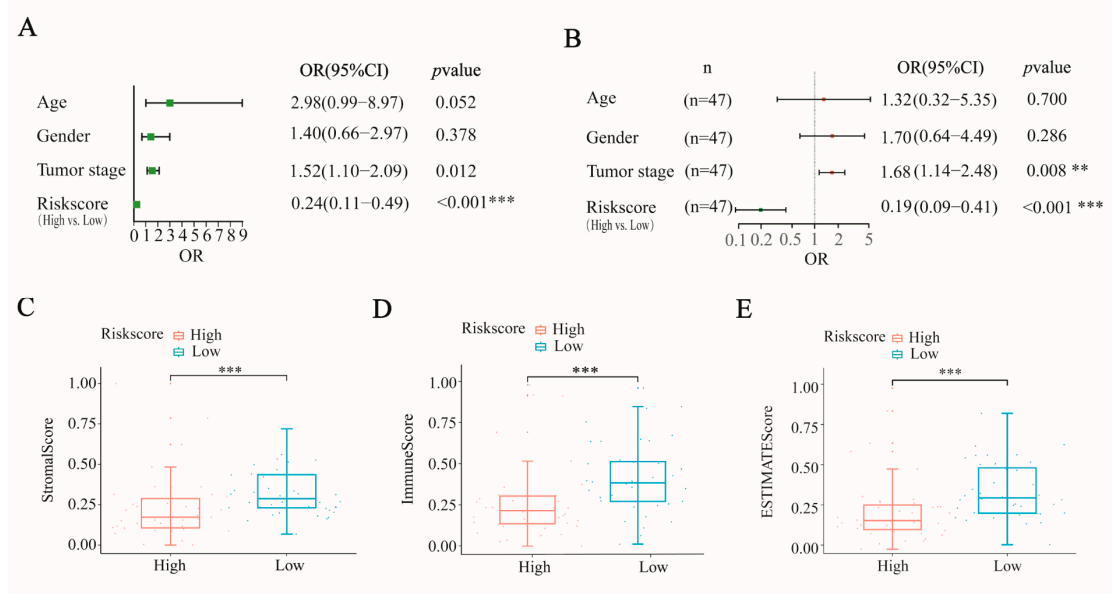 A
OR(95%CI) pvalue
Age 2.98(0.99−8.97) 0.052
Gender 1.40(0.66−2.97) 0.378
Tumor stage 1.52(1.10−2.09) 0.012
Riskscore 0.24(0.11−0.49) <0.001***
(High vs. Low)
0 1 2 3 4 5 6 7 8 9
OR
B
n OR(95%CI) pvalue
Age (n=47) 1.32(0.32−5.35) 0.700
Gender (n=47) 1.70(0.64−4.49) 0.286
Tumor stage (n=47) 1.68(1.14−2.48) 0.008 **
Riskscore (n=47) 0.19(0.09−0.41) <0.001 ***
(High vs. Low)
0.1 0.2 0.5 1 2 5
OR
C
Riskscore High
Low
***
StromalScore
1.00
0.75
0.50
0.25
0.00
High Low
D
Riskscore High
Low
***
ImmuneScore
1.00
0.75
0.50
0.25
0.00
High Low
E
Riskscore High
Low
***
ESTIMATEScore
1.00
0.75
0.50
0.25
0.00
High Low